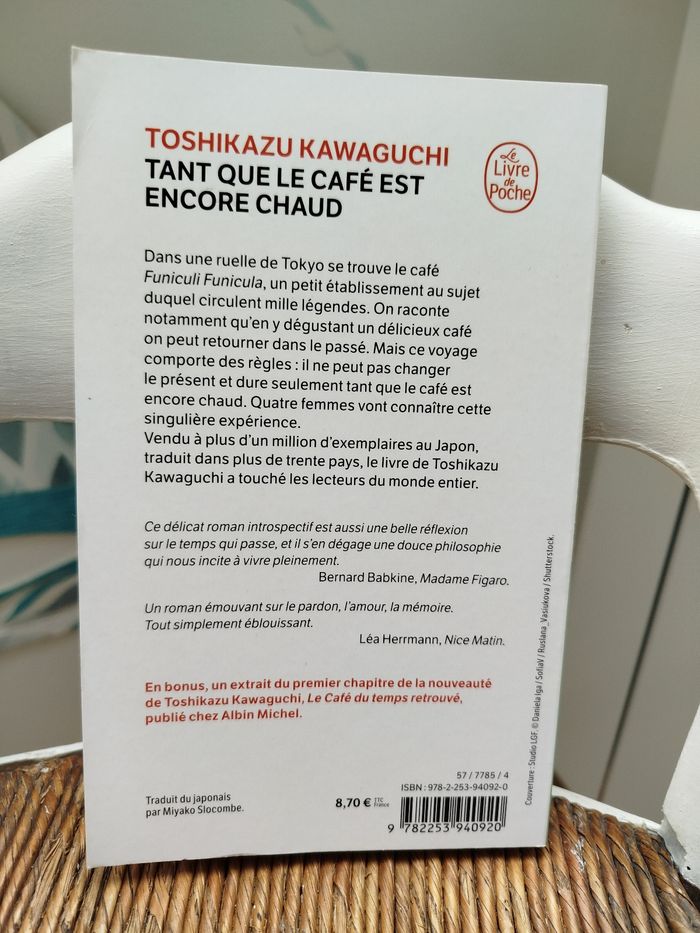 TOSHIKAZU KAWAGUCHI
TANT QUE LE CAFÉ EST
ENCORE CHAUD
Le
Livre
de
Poche
Dans une ruelle de Tokyo se trouve le café
Funiculi Funicula, un petit établissement au sujet
duquel circulent mille légendes. On raconte
notamment qu'en y dégustant un délicieux café
on peut retourner dans le passé. Mais ce voyage
comporte des règles : il ne peut pas changer
le présent et dure seulement tant que le café est
encore chaud. Quatre femmes vont connaître cette
singulière expérience.
Vendu à plus d'un million d'exemplaires au Japon,
traduit dans plus de trente pays, le livre de Toshikazu
Kawaguchi a touché les lecteurs du monde entier.
Ce délicat roman introspectif est aussi une belle réflexion
sur le temps qui passe, et il s'en dégage une douce philosophie
qui nous incite à vivre pleinement.
Bernard Babkine, Madame Figaro.
Un roman émouvant sur le pardon, l'amour, la mémoire.
Tout simplement éblouissant.
Léa Herrmann, Nice Matin.
En bonus, un extrait du premier chapitre de la nouveauté
de Toshikazu Kawaguchi, Le Café du temps retrouvé,
publié chez Albin Michel.
Couverture : Studio LGF. © Daniela Iga / SofiaV / Ruslana_Vasiukova / Shutterstock.
Traduit du japonais
par Miyako Slocombe.
8,70 € TTC
France
57 / 7785 / 4
ISBN : 978-2-253-94092-0
9 782253 940920